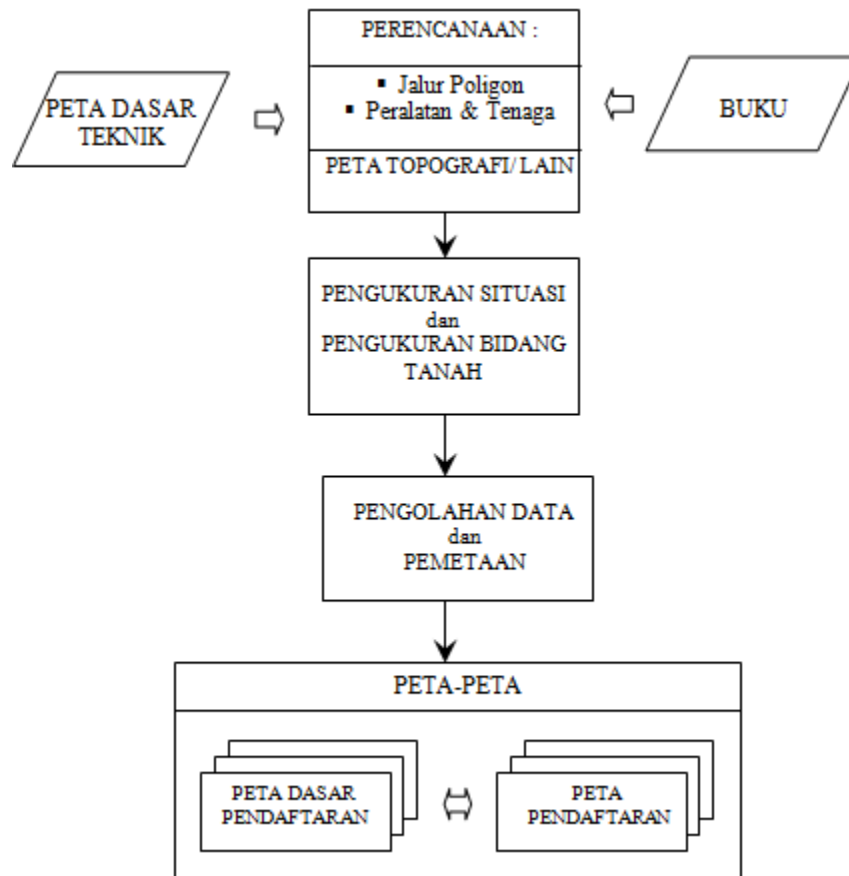 PERENCANAAN :
PETA DASAR
TEKNIK
▪ Jalur Poligon
▪ Peralatan & Tenaga
BUKU
PETA TOPOGRAFI/ LAIN
PENGUKURAN SITUASI
dan
PENGUKURAN BIDANG
TANAH
PENGOLAHAN DATA
dan
PEMETAAN
PETA-PETA
PETA DASAR
PENDAFTARAN
PETA
PENDAFTARAN